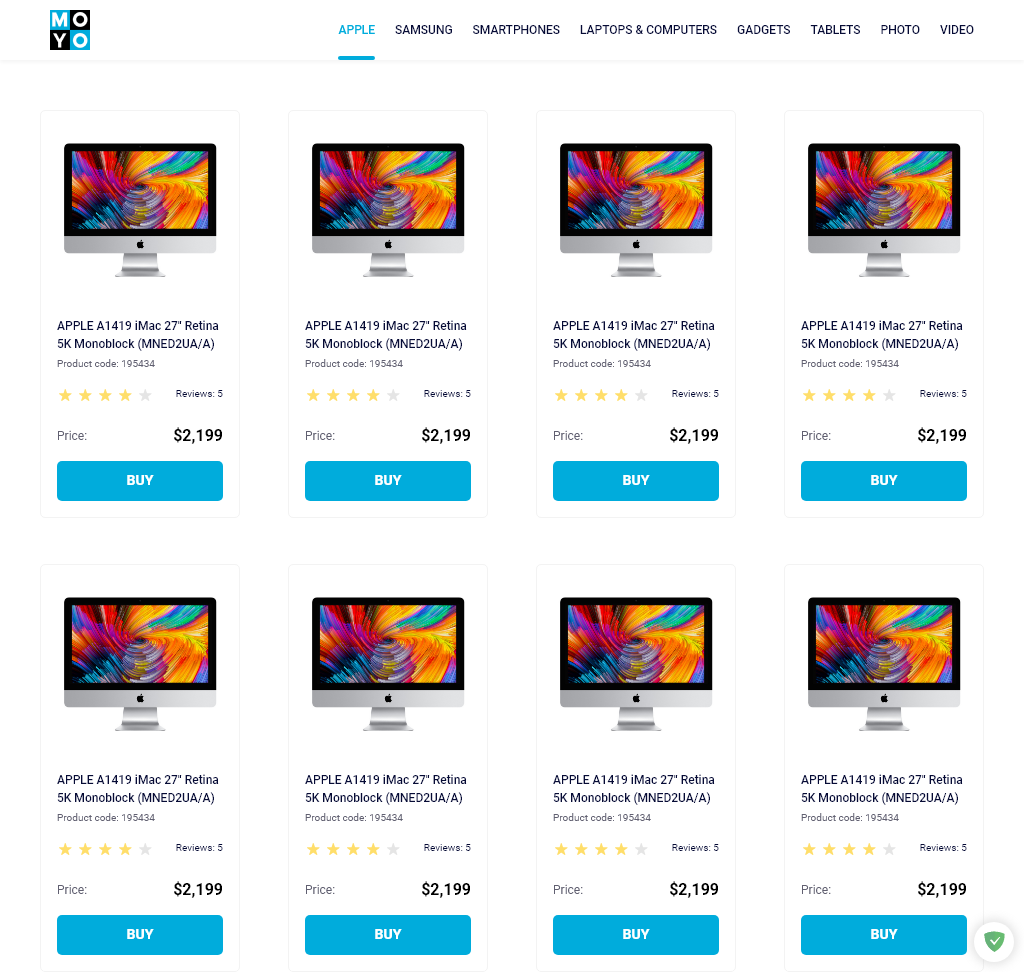 MO
YO
APPLE SAMSUNG SMARTPHONES LAPTOPS & COMPUTERS GADGETS TABLETS PHOTO VIDEO
APPLE A1419 iMac 27" Retina
5K Monoblock (MNED2UA/A)
Product code: 195434
Reviews: 5
Price: $2,199
BUY
APPLE A1419 iMac 27" Retina
5K Monoblock (MNED2UA/A)
Product code: 195434
Reviews: 5
Price: $2,199
BUY
APPLE A1419 iMac 27" Retina
5K Monoblock (MNED2UA/A)
Product code: 195434
Reviews: 5
Price: $2,199
BUY
APPLE A1419 iMac 27" Retina
5K Monoblock (MNED2UA/A)
Product code: 195434
Reviews: 5
Price: $2,199
BUY
APPLE A1419 iMac 27" Retina
5K Monoblock (MNED2UA/A)
Product code: 195434
Reviews: 5
Price: $2,199
BUY
APPLE A1419 iMac 27" Retina
5K Monoblock (MNED2UA/A)
Product code: 195434
Reviews: 5
Price: $2,199
BUY
APPLE A1419 iMac 27" Retina
5K Monoblock (MNED2UA/A)
Product code: 195434
Reviews: 5
Price: $2,199
BUY
APPLE A1419 iMac 27" Retina
5K Monoblock (MNED2UA/A)
Product code: 195434
Reviews: 5
Price: $2,199
BUY